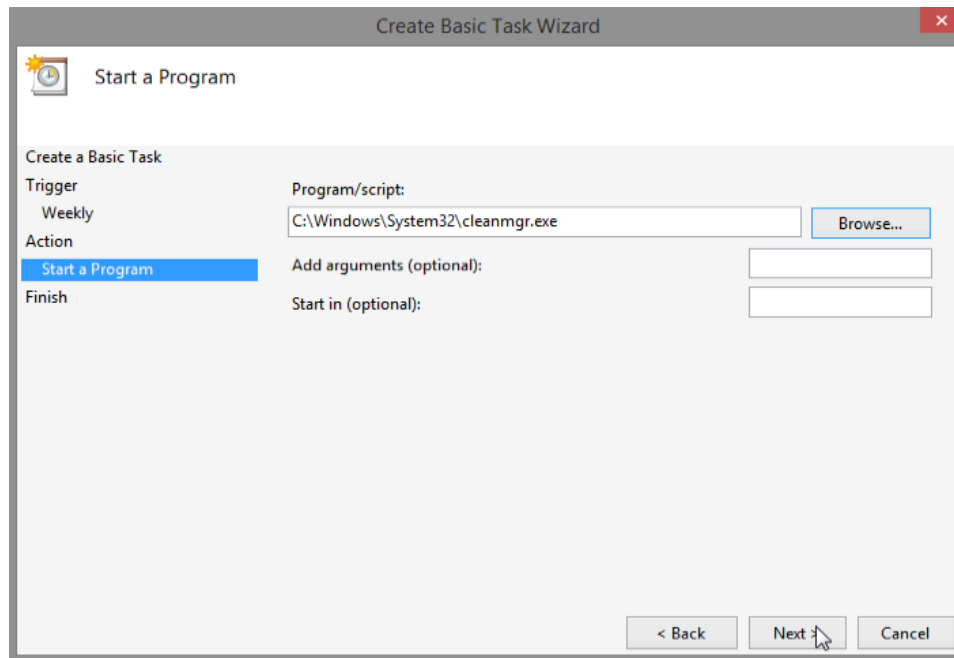 Create Basic Task Wizard
Start a Program
Create a Basic Task
Trigger
Weekly
Action
Start a Program
Finish
Program/script:
C:\Windows\System32\cleanmgr.exe
Browse...
Add arguments (optional):
Start in (optional):
< Back
Next >
Cancel